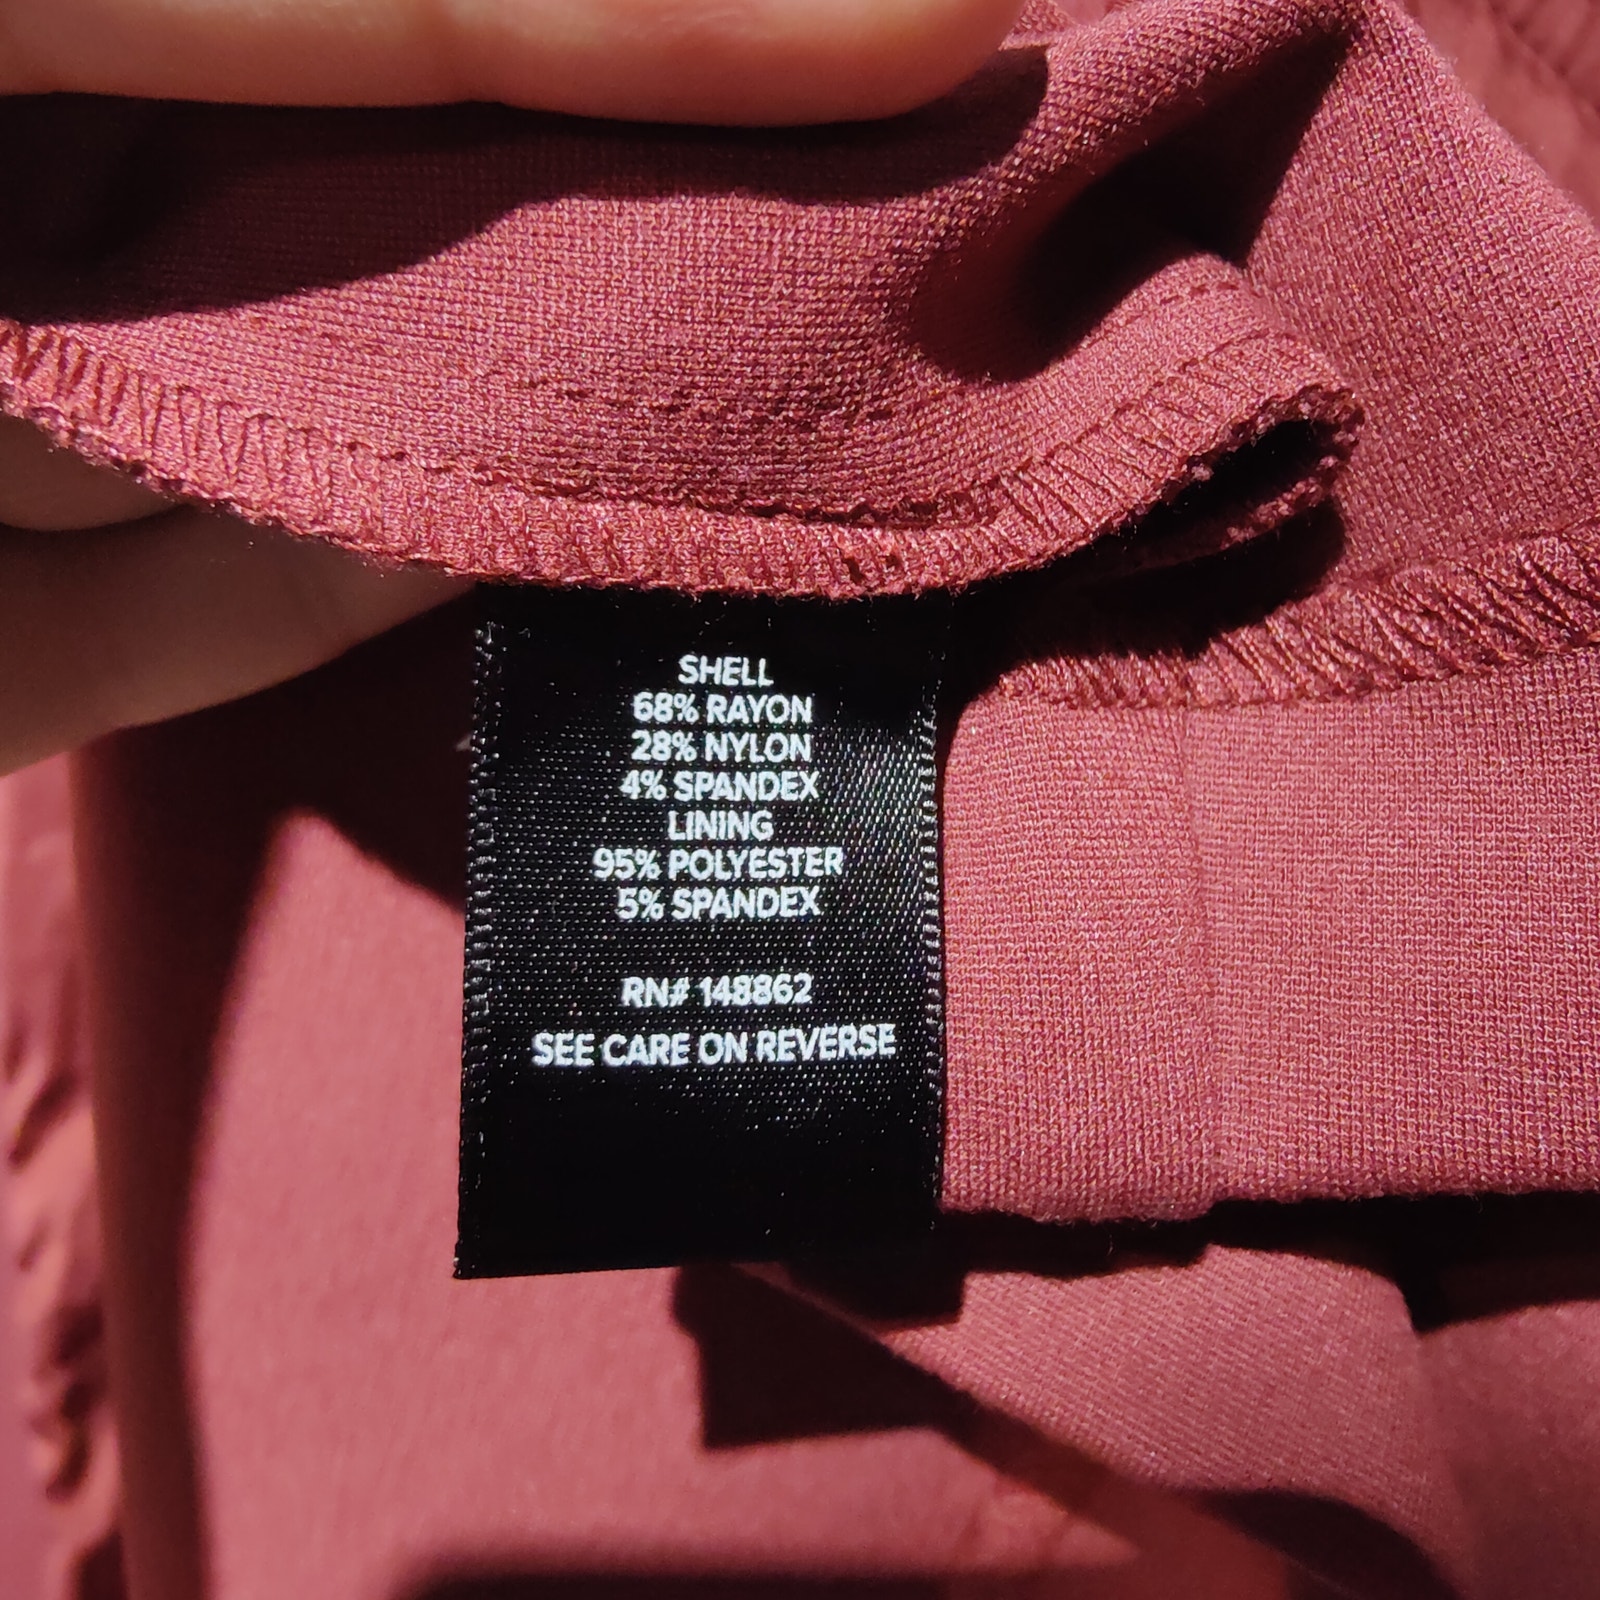 SHELL
68% RAYON
28% NYLON
4% SPANDEX
LINING
95% POLYESTER
5% SPANDEX
RN# 148862
SEE CARE ON REVERSE